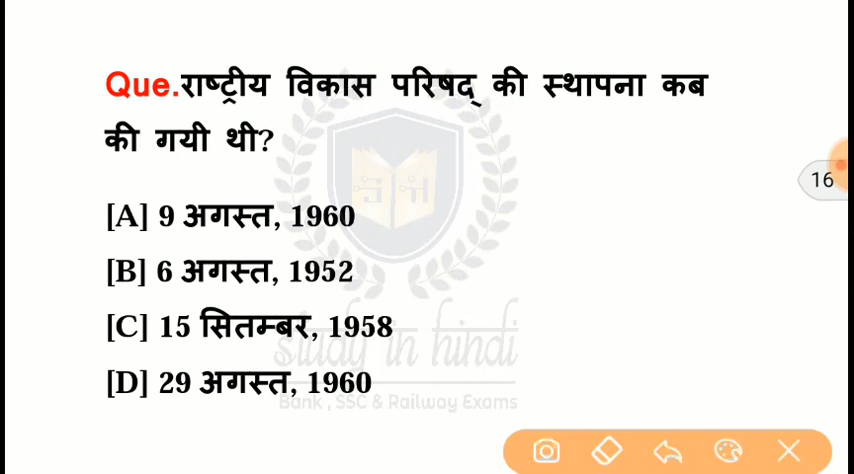 Que.राष्ट्रीय विकास परिषद् की स्थापना कब
की गयी थी?
[A] 9 अगस्त, 1960
[B] 6 अगस्त, 1952
[C] 15 सितम्बर, 1958
[D] 29 अगस्त, 1960
study in hindi
Bank , SSC & Railway Exams
16